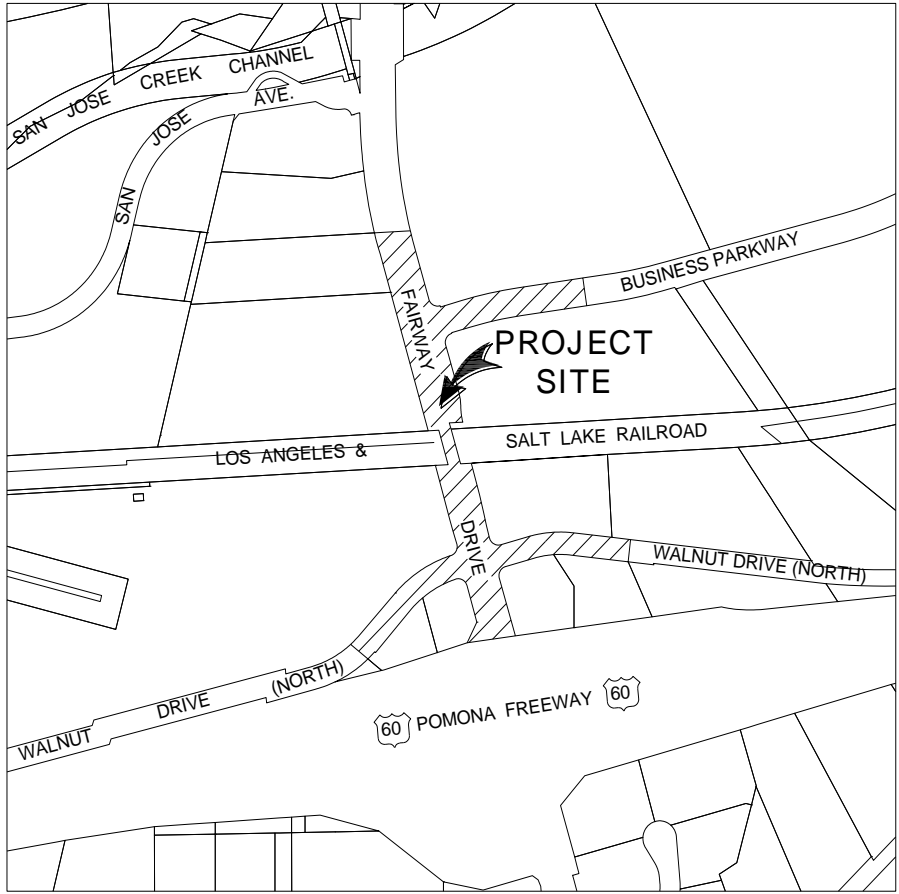 SAN JOSE CREEK CHANNEL
SAN JOSE AVE.
BUSINESS PARKWAY
FAIRWAY
PROJECT
SITE
LOS ANGELES &
SALT LAKE RAILROAD
DRIVE
WALNUT DRIVE (NORTH)
WALNUT DRIVE (NORTH)
60 POMONA FREEWAY 60